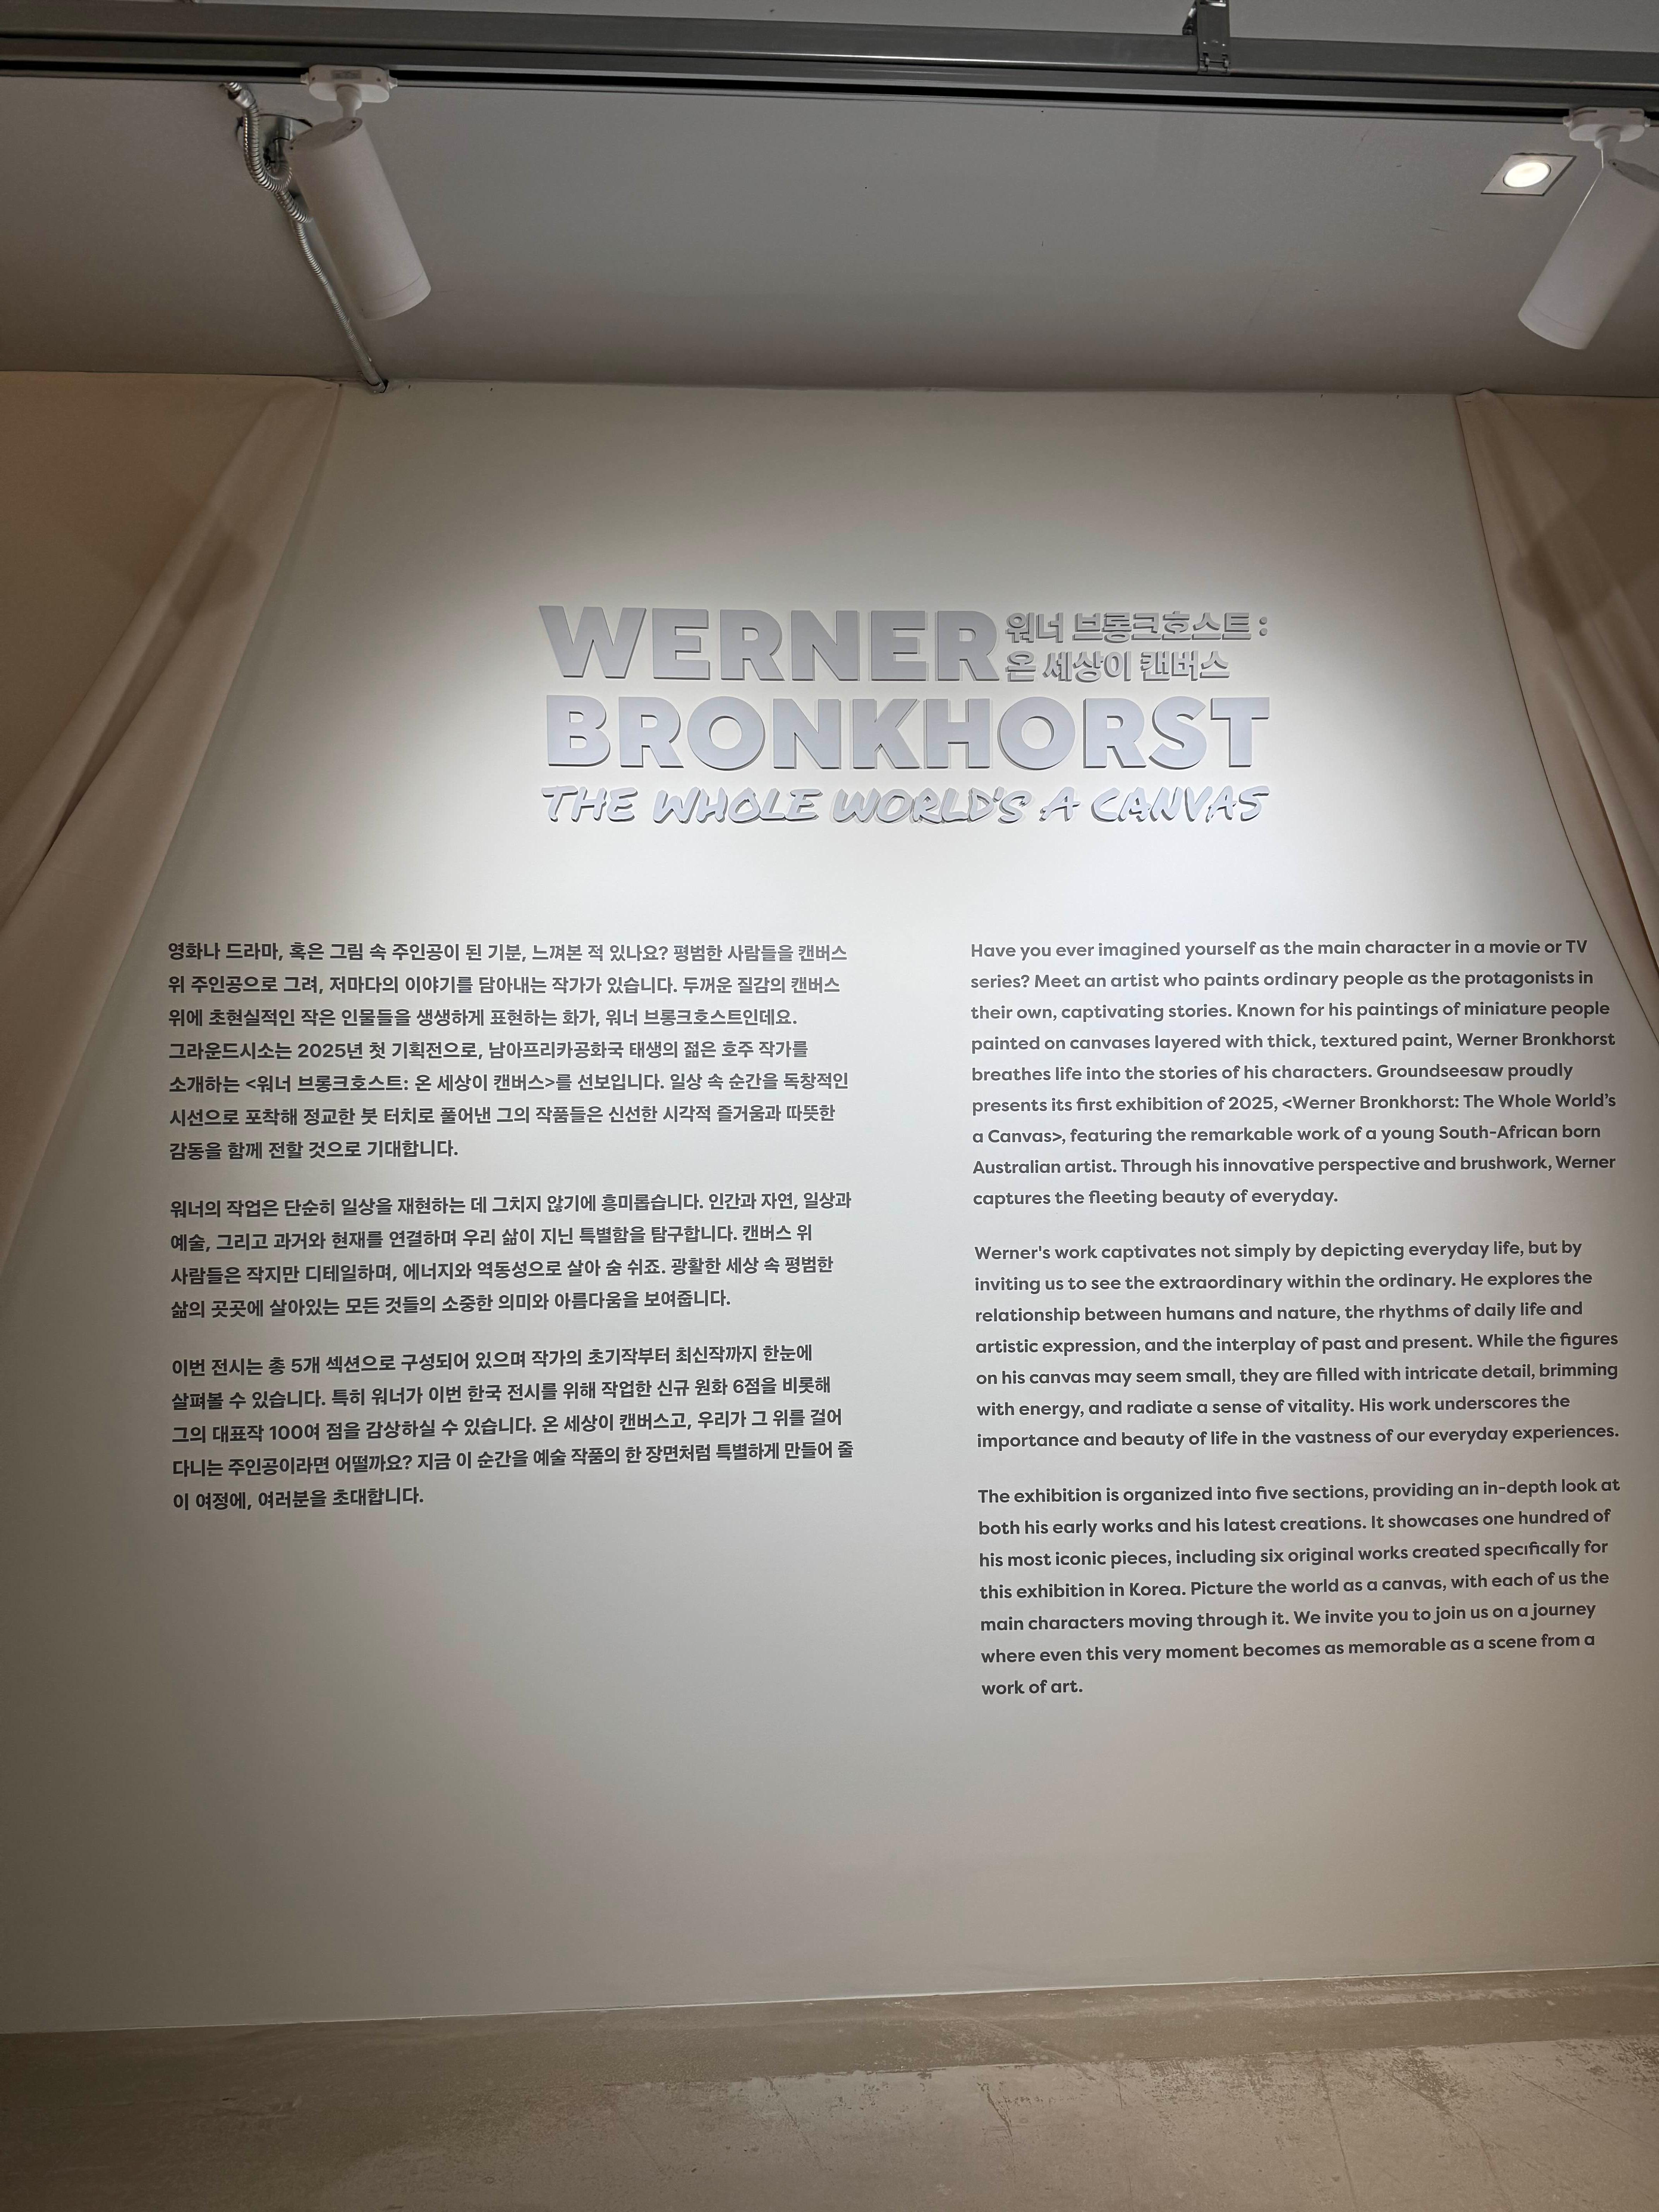 WERNER 워너 브롱크호스트 :
온 세상이 캔버스
BRONKHORST
THE WHOLE WORLD'S A CANVAS
영화나 드라마, 혹은 그림 속 주인공이 된 기분, 느껴본 적 있나요? 평범한 사람들을 캔버스
위 주인공으로 그려, 저마다의 이야기를 담아내는 작가가 있습니다. 두꺼운 질감의 캔버스
위에 초현실적인 작은 인물들을 생생하게 표현하는 화가, 워너 브롱크호스트인데요.
그라운드시소는 2025년 첫 기획전으로, 남아프리카공화국 태생의 젊은 호주 작가를
소개하는 <워너 브롱크호스트: 온 세상이 캔버스>를 선보입니다. 일상 속 순간을 독창적인
시선으로 포착해 정교한 붓 터치로 풀어낸 그의 작품들은 신선한 시각적 즐거움과 따뜻한
감동을 함께 전할 것으로 기대합니다.
워너의 작업은 단순히 일상을 재현하는 데 그치지 않기에 흥미롭습니다. 인간과 자연, 일상과
예술, 그리고 과거와 현재를 연결하며 우리 삶이 지닌 특별함을 탐구합니다. 캔버스 위
사람들은 작지만 디테일하며, 에너지와 역동성으로 살아 숨 쉬죠. 광활한 세상 속 평범한
삶의 곳곳에 살아있는 모든 것들의 소중한 의미와 아름다움을 보여줍니다.
이번 전시는 총 5개 섹션으로 구성되어 있으며 작가의 초기작부터 최신작까지 한눈에
살펴볼 수 있습니다. 특히 워너가 이번 한국 전시를 위해 작업한 신규 원화 6점을 비롯해
그의 대표작 100여 점을 감상하실 수 있습니다. 온 세상이 캔버스고, 우리가 그 위를 걸어
다니는 주인공이라면 어떨까요? 지금 이 순간을 예술 작품의 한 장면처럼 특별하게 만들어 줄
이 여정에, 여러분을 초대합니다.
Have you ever imagined yourself as the main character in a movie or TV
series? Meet an artist who paints ordinary people as the protagonists in
their own, captivating stories. Known for his paintings of miniature people
painted on canvases layered with thick, textured paint, Werner Bronkhorst
breathes life into the stories of his characters. Groundseesaw proudly
presents its first exhibition of 2025, <Werner Bronkhorst: The Whole World's
a Canvas>, featuring the remarkable work of a young South-African born
Australian artist. Through his innovative perspective and brushwork, Werner
captures the fleeting beauty of everyday.
Werner's work captivates not simply by depicting everyday life, but by
inviting us to see the extraordinary within the ordinary. He explores the
relationship between humans and nature, the rhythms of daily life and
artistic expression, and the interplay of past and present. While the figures
on his canvas may seem small, they are filled with intricate detail, brimming
with energy, and radiate a sense of vitality. His work underscores the
importance and beauty of life in the vastness of our everyday experiences.
The exhibition is organized into five sections, providing an in-depth look at
both his early works and his latest creations. It showcases one hundred of
his most iconic pieces, including six original works created specifically for
this exhibition in Korea. Picture the world as a canvas, with each of us the
main characters moving through it. We invite you to join us on a journey
where even this very moment becomes as memorable as a scene from a
work of art.